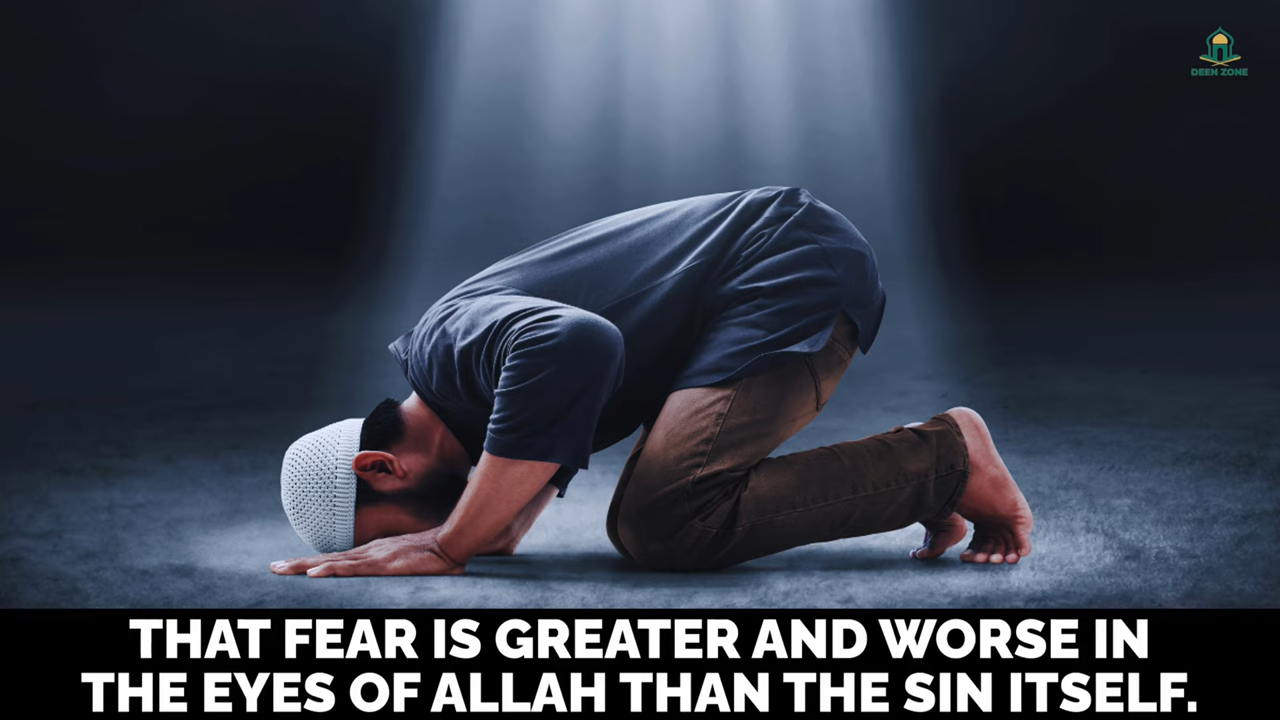 DEEN ZONE
THAT FEAR IS GREATER AND WORSE IN
THE EYES OF ALLAH THAN THE SIN ITSELF.